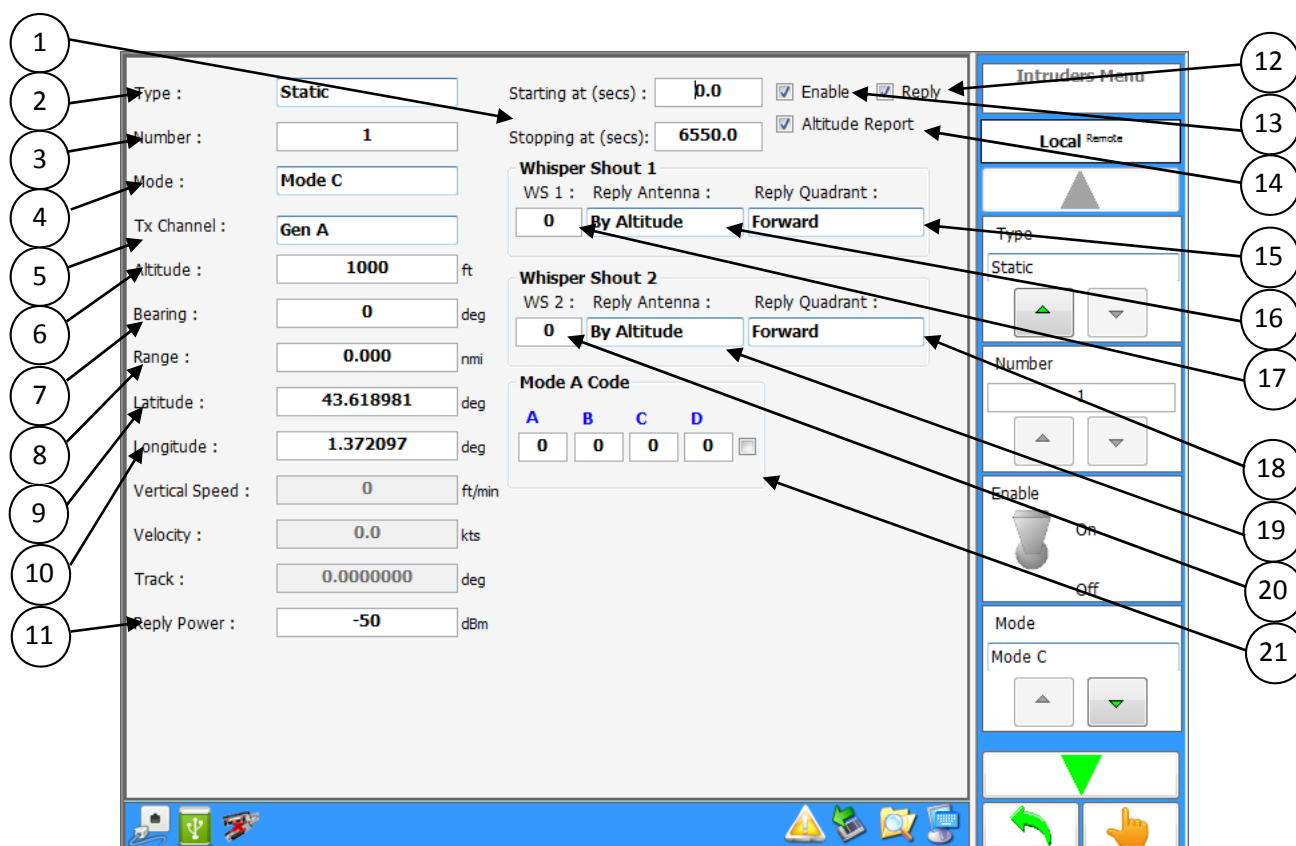 1
2
3
4
5
6
7
8
9
10
11
Type : Static
Number : 1
Mode : Mode C
Tx Channel : Gen A
Altitude : 1000 ft
Bearing : 0 deg
Range : 0.000 nmi
Latitude : 43.618981 deg
Longitude : 1.372097 deg
Vertical Speed : 0 ft/min
Velocity : 0.0 kts
Track : 0.0000000 deg
Reply Power : -50 dBm
Starting at (secs) : 0.0 Enable Reply
Stopping at (secs): 6550.0 Altitude Report
Whisper Shout 1
WS 1 : Reply Antenna : Reply Quadrant :
0 By Altitude Forward
Whisper Shout 2
WS 2 : Reply Antenna : Reply Quadrant :
0 By Altitude Forward
Mode A Code
A B C D
0 0 0 0
Intruders Menu
Local Remote
Type
Static
Number
1
Enable
On
Off
Mode
Mode C
12
13
14
15
16
17
18
19
20
21